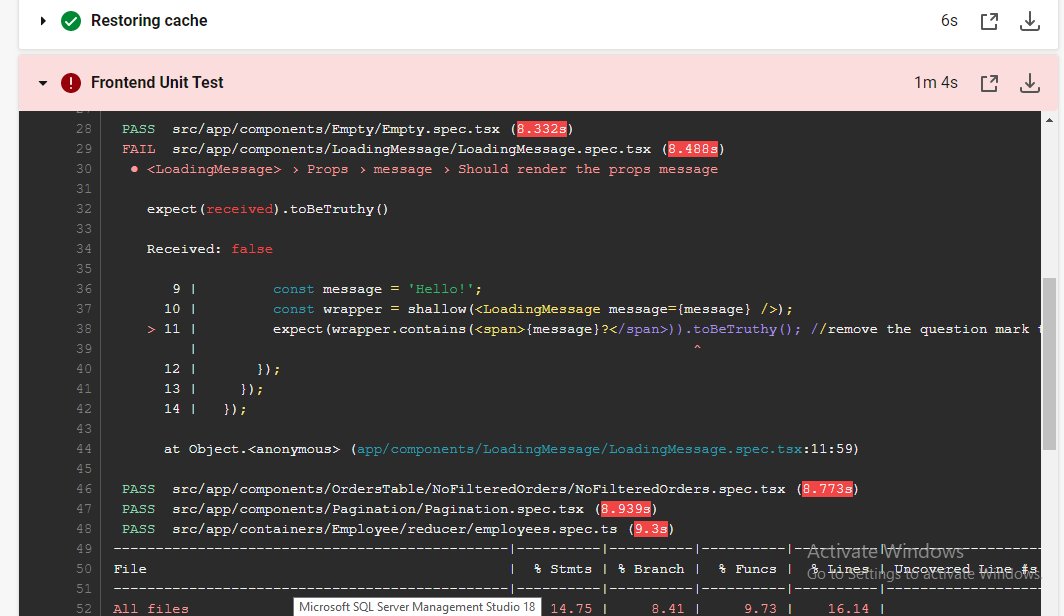 Restoring cache 6s
Frontend Unit Test 1m 4s
28 PASS src/app/components/Empty/Empty.spec.tsx (8.332s)
29 FAIL src/app/components/LoadingMessage/LoadingMessage.spec.tsx (8.488s)
30 ● <LoadingMessage> › Props › message › Should render the props message
31
32 expect(received).toBeTruthy()
33
34 Received: false
35
36 9 | const message = 'Hello!';
37 10 | const wrapper = shallow(<LoadingMessage message={message} />);
38 > 11 | expect(wrapper.contains(<span>{message}?</span>)).toBeTruthy(); //remove the question mark
39 | ^
40 12 | });
41 13 | });
42 14 | });
43
44 at Object.<anonymous> (app/components/LoadingMessage/LoadingMessage.spec.tsx:11:59)
45
46 PASS src/app/components/OrdersTable/NoFilteredOrders/NoFilteredOrders.spec.tsx (8.773s)
47 PASS src/app/components/Pagination/Pagination.spec.tsx (8.939s)
48 PASS src/app/containers/Employee/reducer/employees.spec.ts (9.3s)
49 -----------------------------------------------|----------|----------|----------|----------|-------------------
50 File | % Stmts | % Branch | % Funcs | % Lines | Uncovered Line #s
51 -----------------------------------------------|----------|----------|----------|----------|-------------------
52 All files 14.75 | 8.41 | 9.73 | 16.14 |
Activate Windows
Go to Settings to activate Windows.
Microsoft SQL Server Management Studio 18